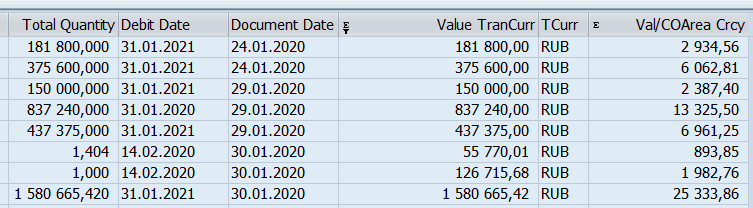 Total Quantity Debit Date Document Date Σ Value TranCurr TCurr Σ Val/COArea Crcy
181 800,000 31.01.2021 24.01.2020 181 800,00 RUB 2 934,56
375 600,000 31.01.2021 24.01.2020 375 600,00 RUB 6 062,81
150 000,000 31.01.2021 29.01.2020 150 000,00 RUB 2 387,40
837 240,000 31.01.2020 29.01.2020 837 240,00 RUB 13 325,50
437 375,000 31.01.2021 29.01.2020 437 375,00 RUB 6 961,25
1,404 14.02.2020 30.01.2020 55 770,01 RUB 893,85
1,000 14.02.2020 30.01.2020 126 715,68 RUB 1 982,76
1 580 665,420 31.01.2021 30.01.2020 1 580 665,42 RUB 25 333,86